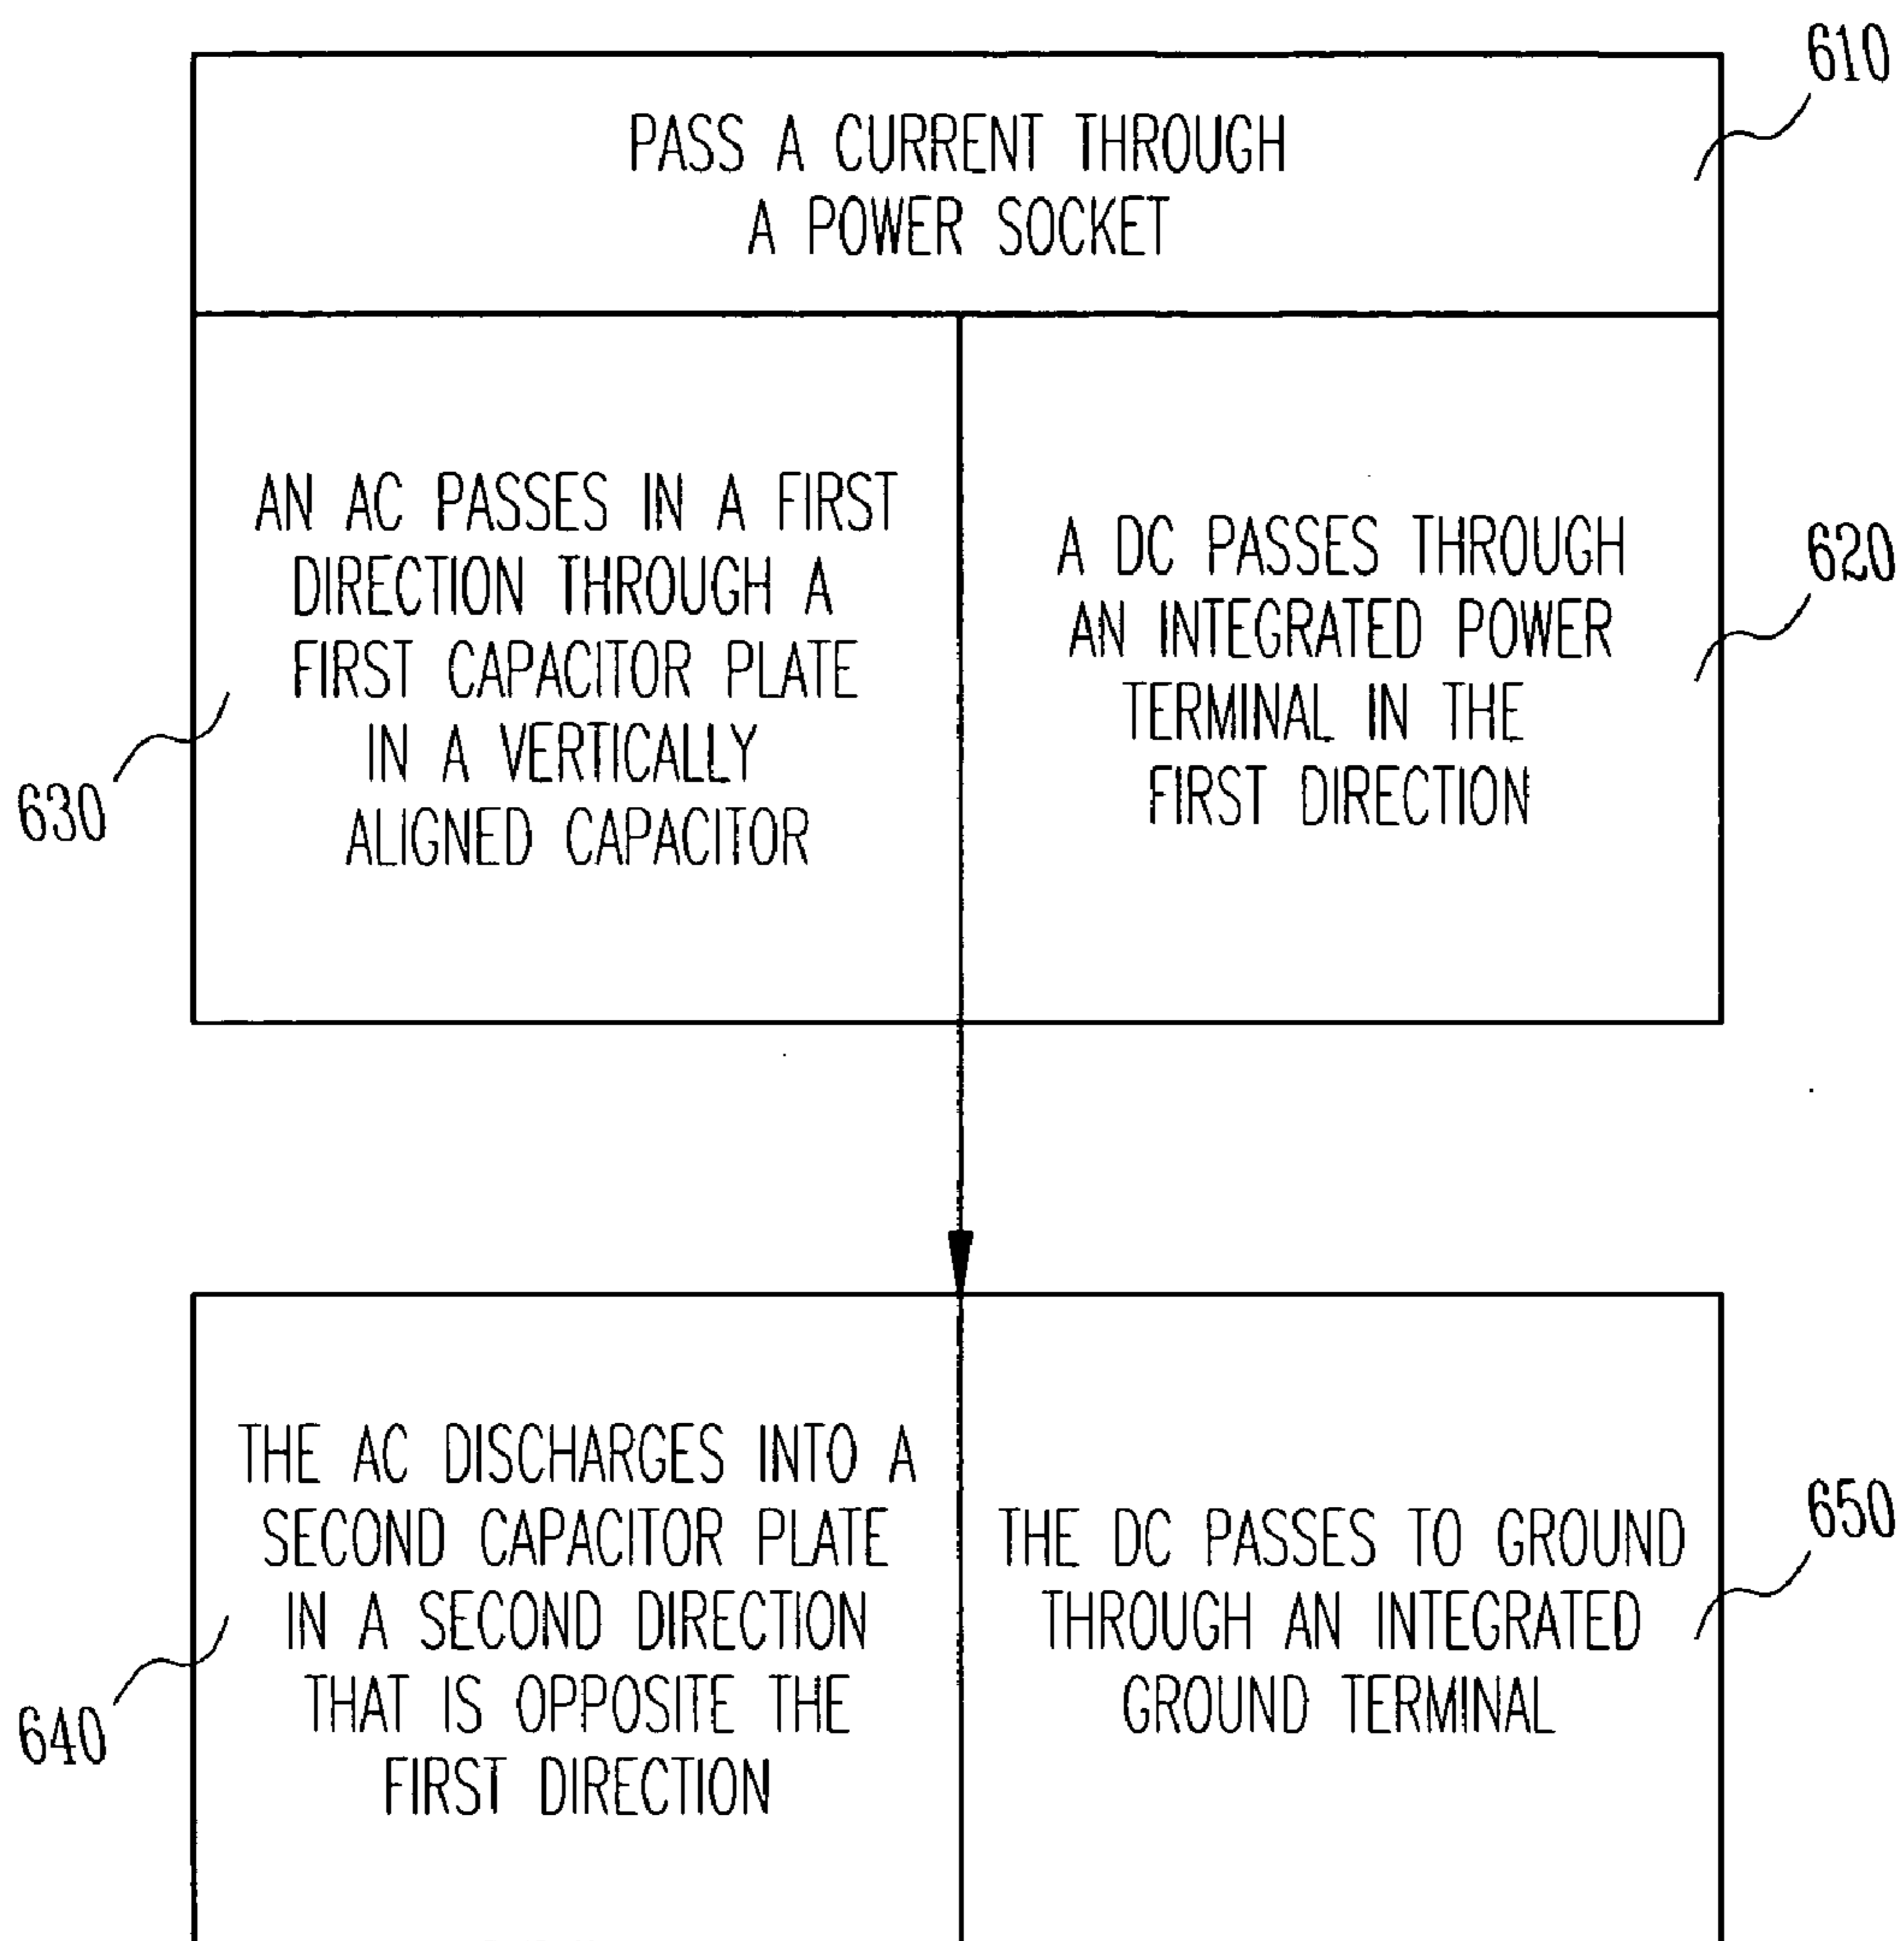 610
PASS A CURRENT THROUGH
A POWER SOCKET
AN AC PASSES IN A FIRST
DIRECTION THROUGH A
FIRST CAPACITOR PLATE
IN A VERTICALLY
ALIGNED CAPACITOR
630
A DC PASSES THROUGH
AN INTEGRATED POWER
TERMINAL IN THE
FIRST DIRECTION
620
THE AC DISCHARGES INTO A
SECOND CAPACITOR PLATE
IN A SECOND DIRECTION
THAT IS OPPOSITE THE
FIRST DIRECTION
640
THE DC PASSES TO GROUND
THROUGH AN INTEGRATED
GROUND TERMINAL
650